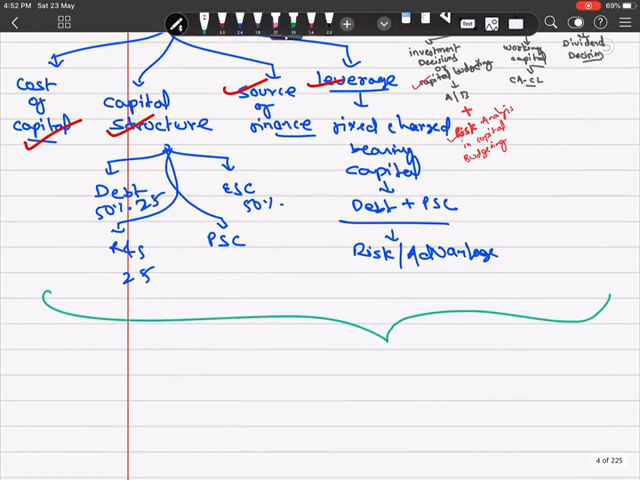 4:52 PM Sat 23 May
69%
investment
Decisions
or
capital budgeting
A/B
+
Risk Analysis
in capital
Budgeting
working
capital
CA-CL
Dividend
Decision
Cost
of
capital
capital
structure
Source
of
Finance
Leverage
fixed charged
bearing
capital
Debt + PSC
Risk/Advantage
Debt
50% 25
ESC
50%.
R&S
25
PSC
4 of 225